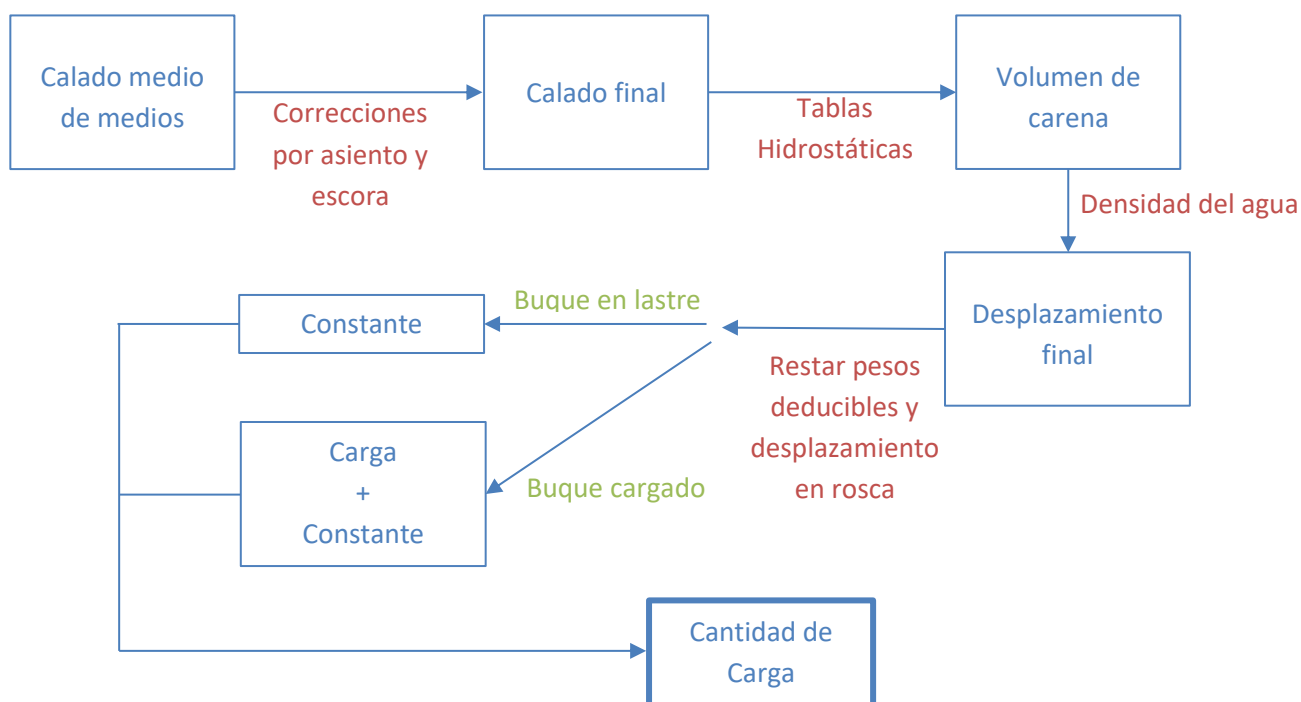 Calado medio
de medios
Correcciones
por asiento y
escora
Calado final
Tablas
Hidrostáticas
Volumen de
carena
Densidad del agua
Desplazamiento
final
Restar pesos
deducibles y
desplazamiento
en rosca
Buque en lastre
Constante
Buque cargado
Carga
+
Constante
Cantidad de
Carga